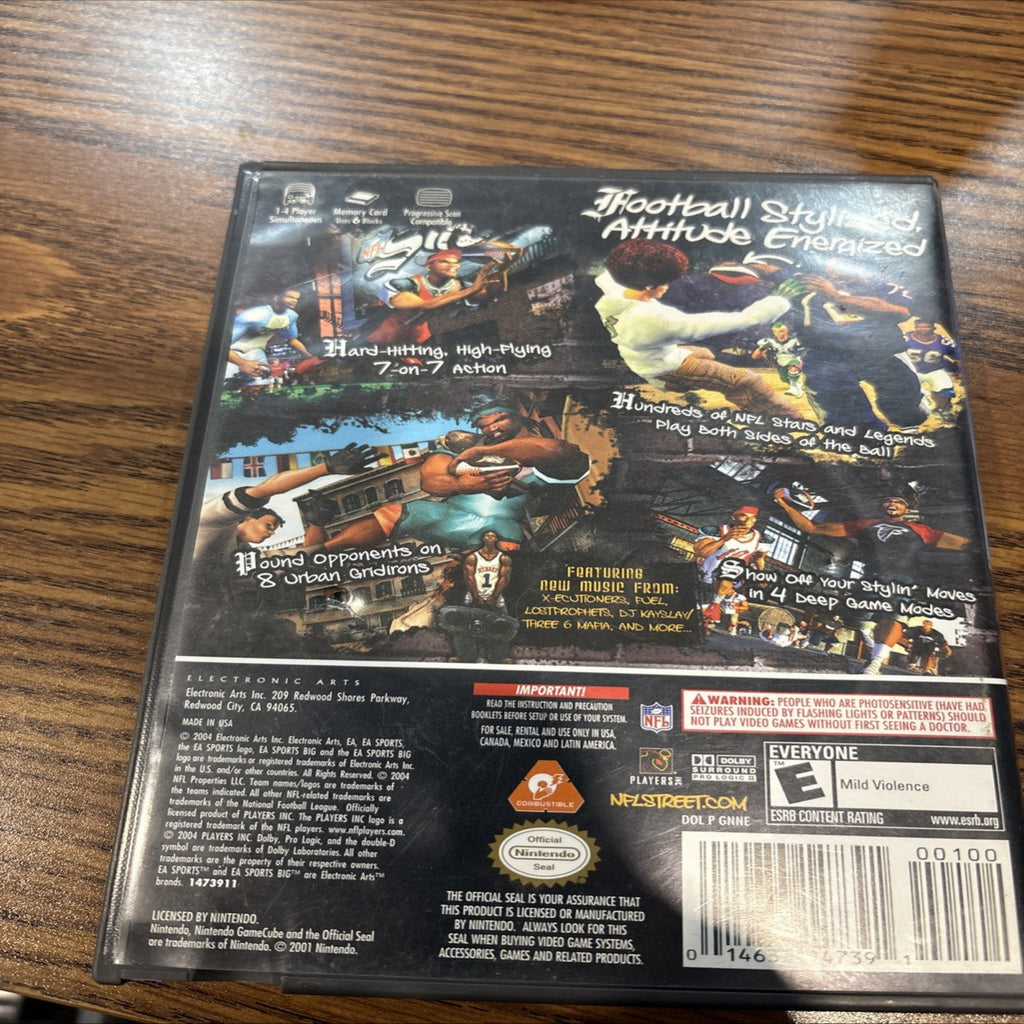 1-4 Player
Simultaneous
Memory Card
Uses 6 Blocks
Progressive Scan
Compatible
Football Stylized,
Attitude Energized
NFL
Hard-Hitting, High-Flying
7-on-7 Action
Hundreds of NFL Stars and Legends
Play Both Sides of the Ball
Pound Opponents on
8 Urban Gridirons
FEATURING
NEW MUSIC FROM:
X-ECUTIONERS, FUEL,
LOSTPROPHETS, DJ KAYSLAY/
THREE 6 MAFIA, AND MORE...
Show Off Your Stylin' Moves
in 4 Deep Game Modes
STREET
1
56
ELECTRONIC ARTS
Electronic Arts Inc. 209 Redwood Shores Parkway,
Redwood City, CA 94065.
MADE IN USA
© 2004 Electronic Arts Inc. Electronic Arts, EA, EA SPORTS,
the EA SPORTS logo, EA SPORTS BIG and the EA SPORTS BIG
logo are trademarks or registered trademarks of Electronic Arts Inc.
in the U.S. and/or other countries. All Rights Reserved. © 2004
NFL Properties LLC. Team names/logos are trademarks of
the teams indicated. All other NFL-related trademarks are
trademarks of the National Football League. Officially
licensed product of PLAYERS INC. The PLAYERS INC logo is a
registered trademark of the NFL players. www.nflplayers.com.
© 2004 PLAYERS INC. Dolby, Pro Logic, and the double-D
symbol are trademarks of Dolby Laboratories. All other
trademarks are the property of their respective owners.
EA SPORTS™ and EA SPORTS BIG™ are Electronic Arts™
brands. 1473911
LICENSED BY NINTENDO.
Nintendo, Nintendo GameCube and the Official Seal
are trademarks of Nintendo. © 2001 Nintendo.
IMPORTANT!
READ THE INSTRUCTION AND PRECAUTION
BOOKLETS BEFORE SETUP OR USE OF YOUR SYSTEM.
FOR SALE, RENTAL AND USE ONLY IN USA,
CANADA, MEXICO AND LATIN AMERICA.
COMBUSTIBLE
Official
Nintendo
Seal
THE OFFICIAL SEAL IS YOUR ASSURANCE THAT
THIS PRODUCT IS LICENSED OR MANUFACTURED
BY NINTENDO. ALWAYS LOOK FOR THIS
SEAL WHEN BUYING VIDEO GAME SYSTEMS,
ACCESSORIES, GAMES AND RELATED PRODUCTS.
NFL
WARNING: PEOPLE WHO ARE PHOTOSENSITIVE (HAVE HAD
SEIZURES INDUCED BY FLASHING LIGHTS OR PATTERNS) SHOULD
NOT PLAY VIDEO GAMES WITHOUT FIRST SEEING A DOCTOR.
PLAYERS INC
DOLBY
SURROUND
PRO LOGIC II
NFLSTREET.COM
DOL P GNNE
EVERYONE
E
Mild Violence
ESRB CONTENT RATING www.esrb.org
00100
0 1463 4739 1